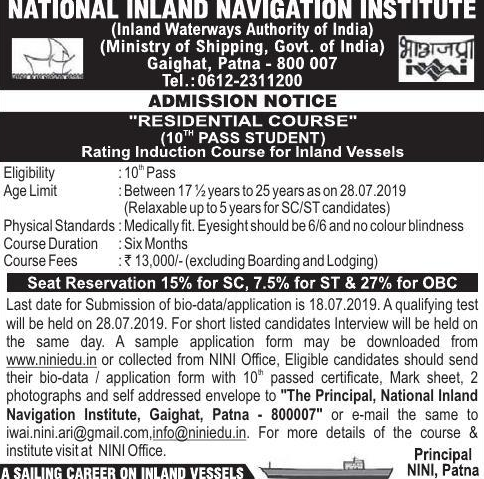 NATIONAL INLAND NAVIGATION INSTITUTE
(Inland Waterways Authority of India)
(Ministry of Shipping, Govt. of India)
Gaighat, Patna - 800 007
Tel.:0612-2311200
भाअजप्रा
IWAI
ADMISSION NOTICE
"RESIDENTIAL COURSE"
(10TH PASS STUDENT)
Rating Induction Course for Inland Vessels
Eligibility : 10th Pass
Age Limit : Between 17 ½ years to 25 years as on 28.07.2019
(Relaxable up to 5 years for SC/ST candidates)
Physical Standards : Medically fit. Eyesight should be 6/6 and no colour blindness
Course Duration : Six Months
Course Fees : ₹ 13,000/- (excluding Boarding and Lodging)
Seat Reservation 15% for SC, 7.5% for ST & 27% for OBC
Last date for Submission of bio-data/application is 18.07.2019. A qualifying test
will be held on 28.07.2019. For short listed candidates Interview will be held on
the same day. A sample application form may be downloaded from
www.niniedu.in or collected from NINI Office, Eligible candidates should send
their bio-data / application form with 10th passed certificate, Mark sheet, 2
photographs and self addressed envelope to "The Principal, National Inland
Navigation Institute, Gaighat, Patna - 800007" or e-mail the same to
iwai.nini.ari@gmail.com,info@niniedu.in. For more details of the course &
institute visit at NINI Office.
Principal
NINI, Patna
A SAILING CAREER ON INLAND VESSELS